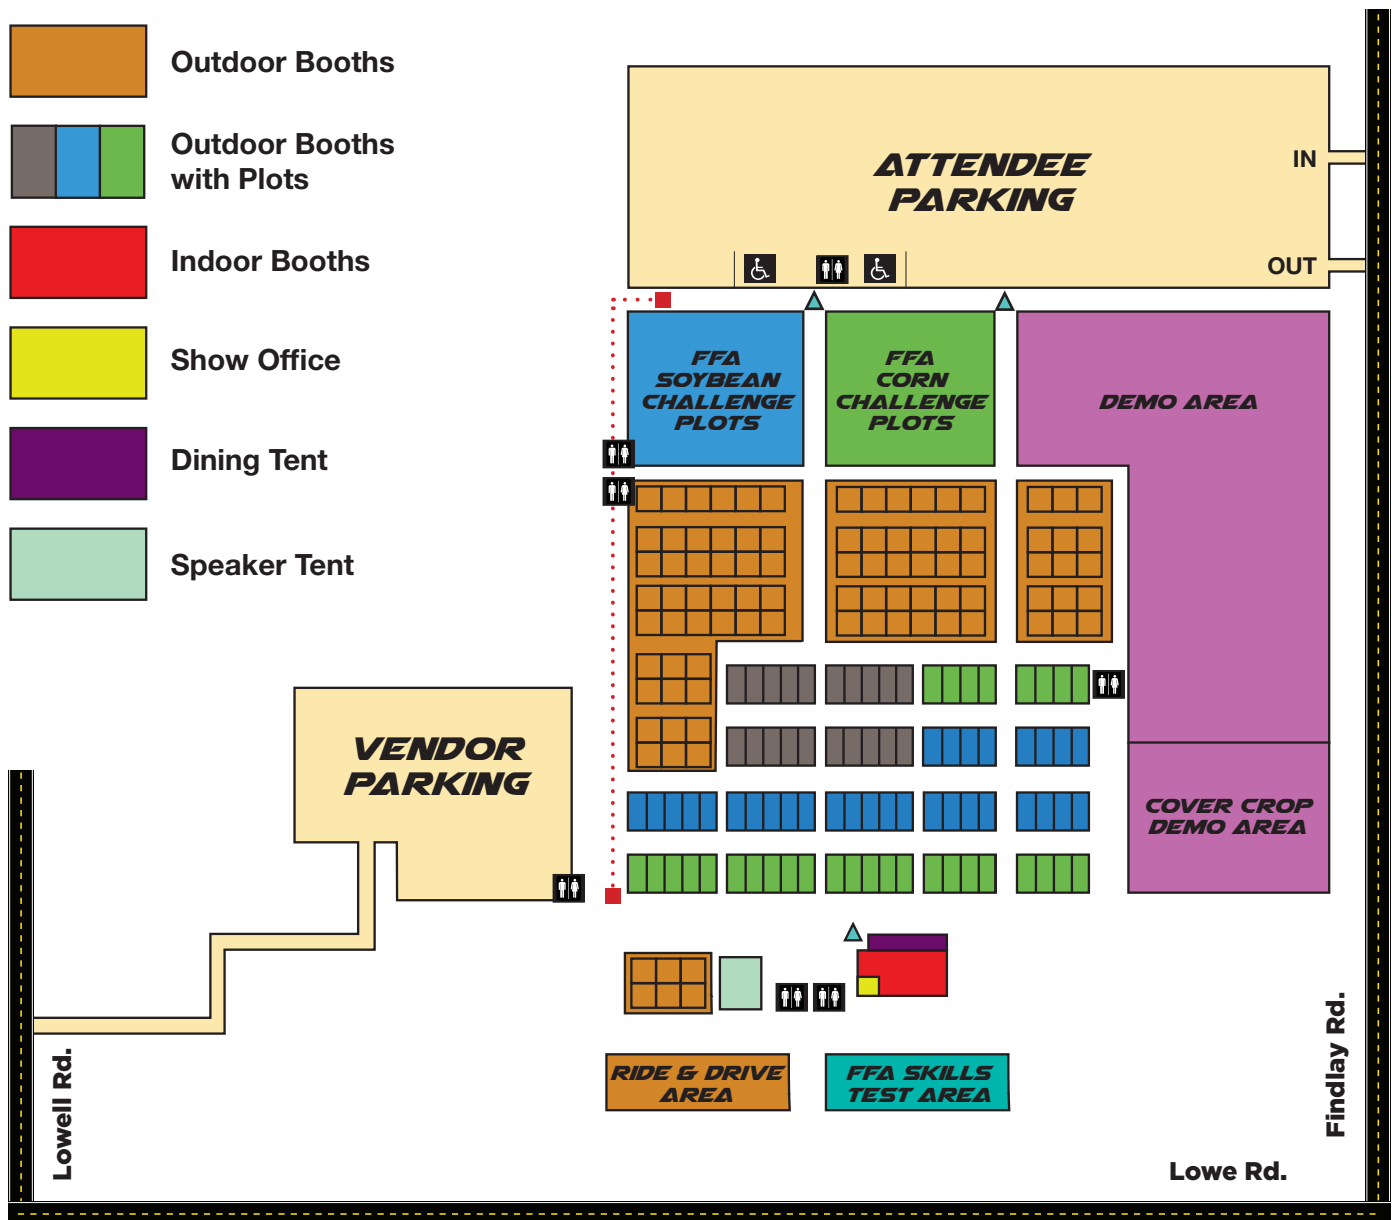 Outdoor Booths
Outdoor Booths
with Plots
Indoor Booths
Show Office
Dining Tent
Speaker Tent
ATTENDEE
PARKING
IN
OUT
FFA
SOYBEAN
CHALLENGE
PLOTS
FFA
CORN
CHALLENGE
PLOTS
DEMO AREA
VENDOR
PARKING
COVER CROP
DEMO AREA
RIDE & DRIVE
AREA
FFA SKILLS
TEST AREA
Lowell Rd.
Findlay Rd.
Lowe Rd.